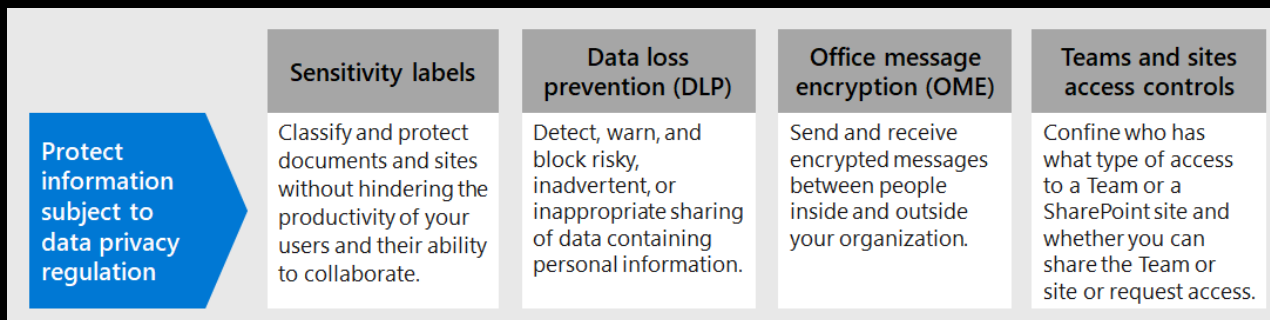 Protect
information
subject to
data privacy
regulation
Sensitivity labels
Classify and protect
documents and sites
without hindering the
productivity of your
users and their ability
to collaborate.
Data loss
prevention (DLP)
Detect, warn, and
block risky,
inadvertent, or
inappropriate sharing
of data containing
personal information.
Office message
encryption (OME)
Send and receive
encrypted messages
between people
inside and outside
your organization.
Teams and sites
access controls
Confine who has
what type of access
to a Team or a
SharePoint site and
whether you can
share the Team or
site or request access.